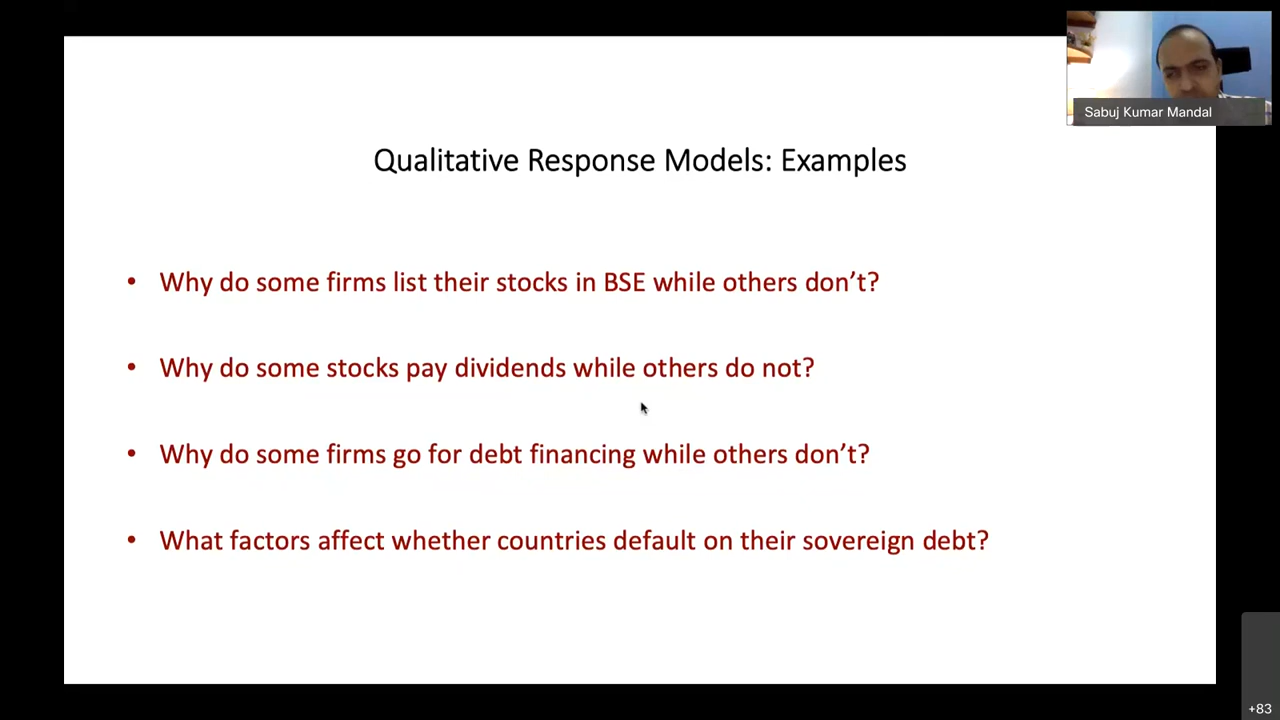 Sabuj Kumar Mandal
Qualitative Response Models: Examples
• Why do some firms list their stocks in BSE while others don’t?
• Why do some stocks pay dividends while others do not?
• Why do some firms go for debt financing while others don’t?
• What factors affect whether countries default on their sovereign debt?
+83